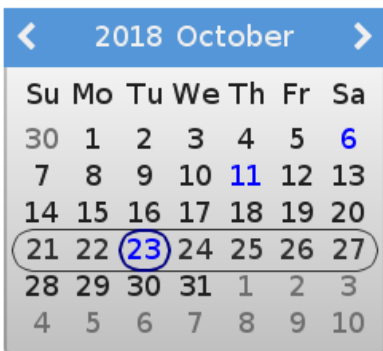 2018 October
Su Mo Tu We Th Fr Sa
30 1 2 3 4 5 6
7 8 9 10 11 12 13
14 15 16 17 18 19 20
21 22 23 24 25 26 27
28 29 30 31 1 2 3
4 5 6 7 8 9 10